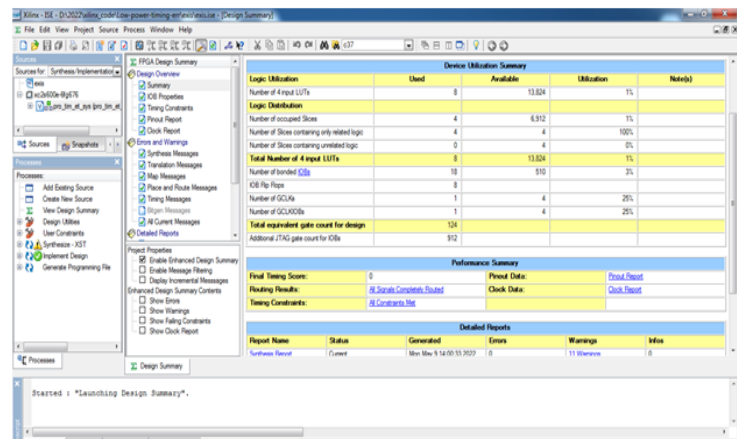 Xilinx - ISE - D:\2022\xilinx_code\Low-power-timing-err\exis\exis.ise - [Design Summary]
File Edit View Project Source Process Window Help
c37
Sources
Sources for: Synthesis/Implementation
exis
xc2s600e-6fg676
pro_tim_et_sys (pro_tim_et
Sources Snapshots
Processes
Processes:
Add Existing Source
Create New Source
View Design Summary
Design Utilities
User Constraints
Synthesize - XST
Implement Design
Generate Programming File
Processes
FPGA Design Summary
Design Overview
Summary
IOB Properties
Timing Constraints
Pinout Report
Clock Report
Errors and Warnings
Synthesis Messages
Translation Messages
Map Messages
Place and Route Messages
Timing Messages
Bitgen Messages
All Current Messages
Detailed Reports
Project Properties
Enable Enhanced Design Summary
Enable Message Filtering
Display Incremental Messages
Enhanced Design Summary Contents
Show Errors
Show Warnings
Show Failing Constraints
Show Clock Report
Design Summary
Device Utilization Summary
Logic Utilization Used Available Utilization Note(s)
Number of 4 input LUTs 8 13,824 1%
Logic Distribution
Number of occupied Slices 4 6,912 1%
Number of Slices containing only related logic 4 4 100%
Number of Slices containing unrelated logic 0 4 0%
Total Number of 4 input LUTs 8 13,824 1%
Number of bonded IOBs 18 510 3%
IOB Flip Flops 8
Number of GCLKs 1 4 25%
Number of GCLKIOBs 1 4 25%
Total equivalent gate count for design 124
Additional JTAG gate count for IOBs 912
Performance Summary
Final Timing Score: 0 Pinout Data: Pinout Report
Routing Results: All Signals Completely Routed Clock Data: Clock Report
Timing Constraints: All Constraints Met
Detailed Reports
Report Name Status Generated Errors Warnings Infos
Synthesis Report Current Mon May 9 14:00:33 2022 0 11 Warnings 0
Started : "Launching Design Summary".